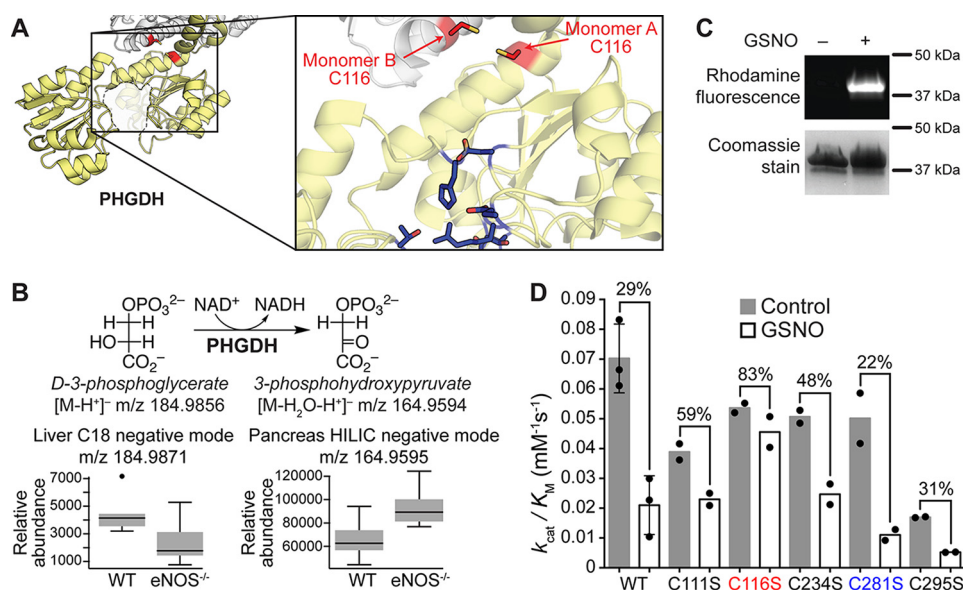 A
PHGDH
Monomer B
C116
Monomer A
C116
B
OPO₃²⁻
H
H
HO
H
CO₂⁻
NAD⁺
NADH
PHGDH
OPO₃²⁻
H
H
O
CO₂⁻
D-3-phosphoglycerate
[M-H⁺]⁻ m/z 184.9856
3-phosphohydroxypyruvate
[M-H₂O-H⁺]⁻ m/z 164.9594
Liver C18 negative mode
m/z 184.9871
Relative
abundance
7000
5000
3000
1000
WT
eNOS⁻/⁻
Pancreas HILIC negative mode
m/z 164.9595
Relative
abundance
120000
100000
80000
60000
WT
eNOS⁻/⁻
C
GSNO
–
+
Rhodamine
fluorescence
50 kDa
37 kDa
Coomassie
stain
50 kDa
37 kDa
D
kcat / KM (mM⁻¹s⁻¹)
0.09
0.08
0.07
0.06
0.05
0.04
0.03
0.02
0.01
0
Control
GSNO
29%
59%
83%
48%
22%
31%
WT
C111S
C116S
C234S
C281S
C295S